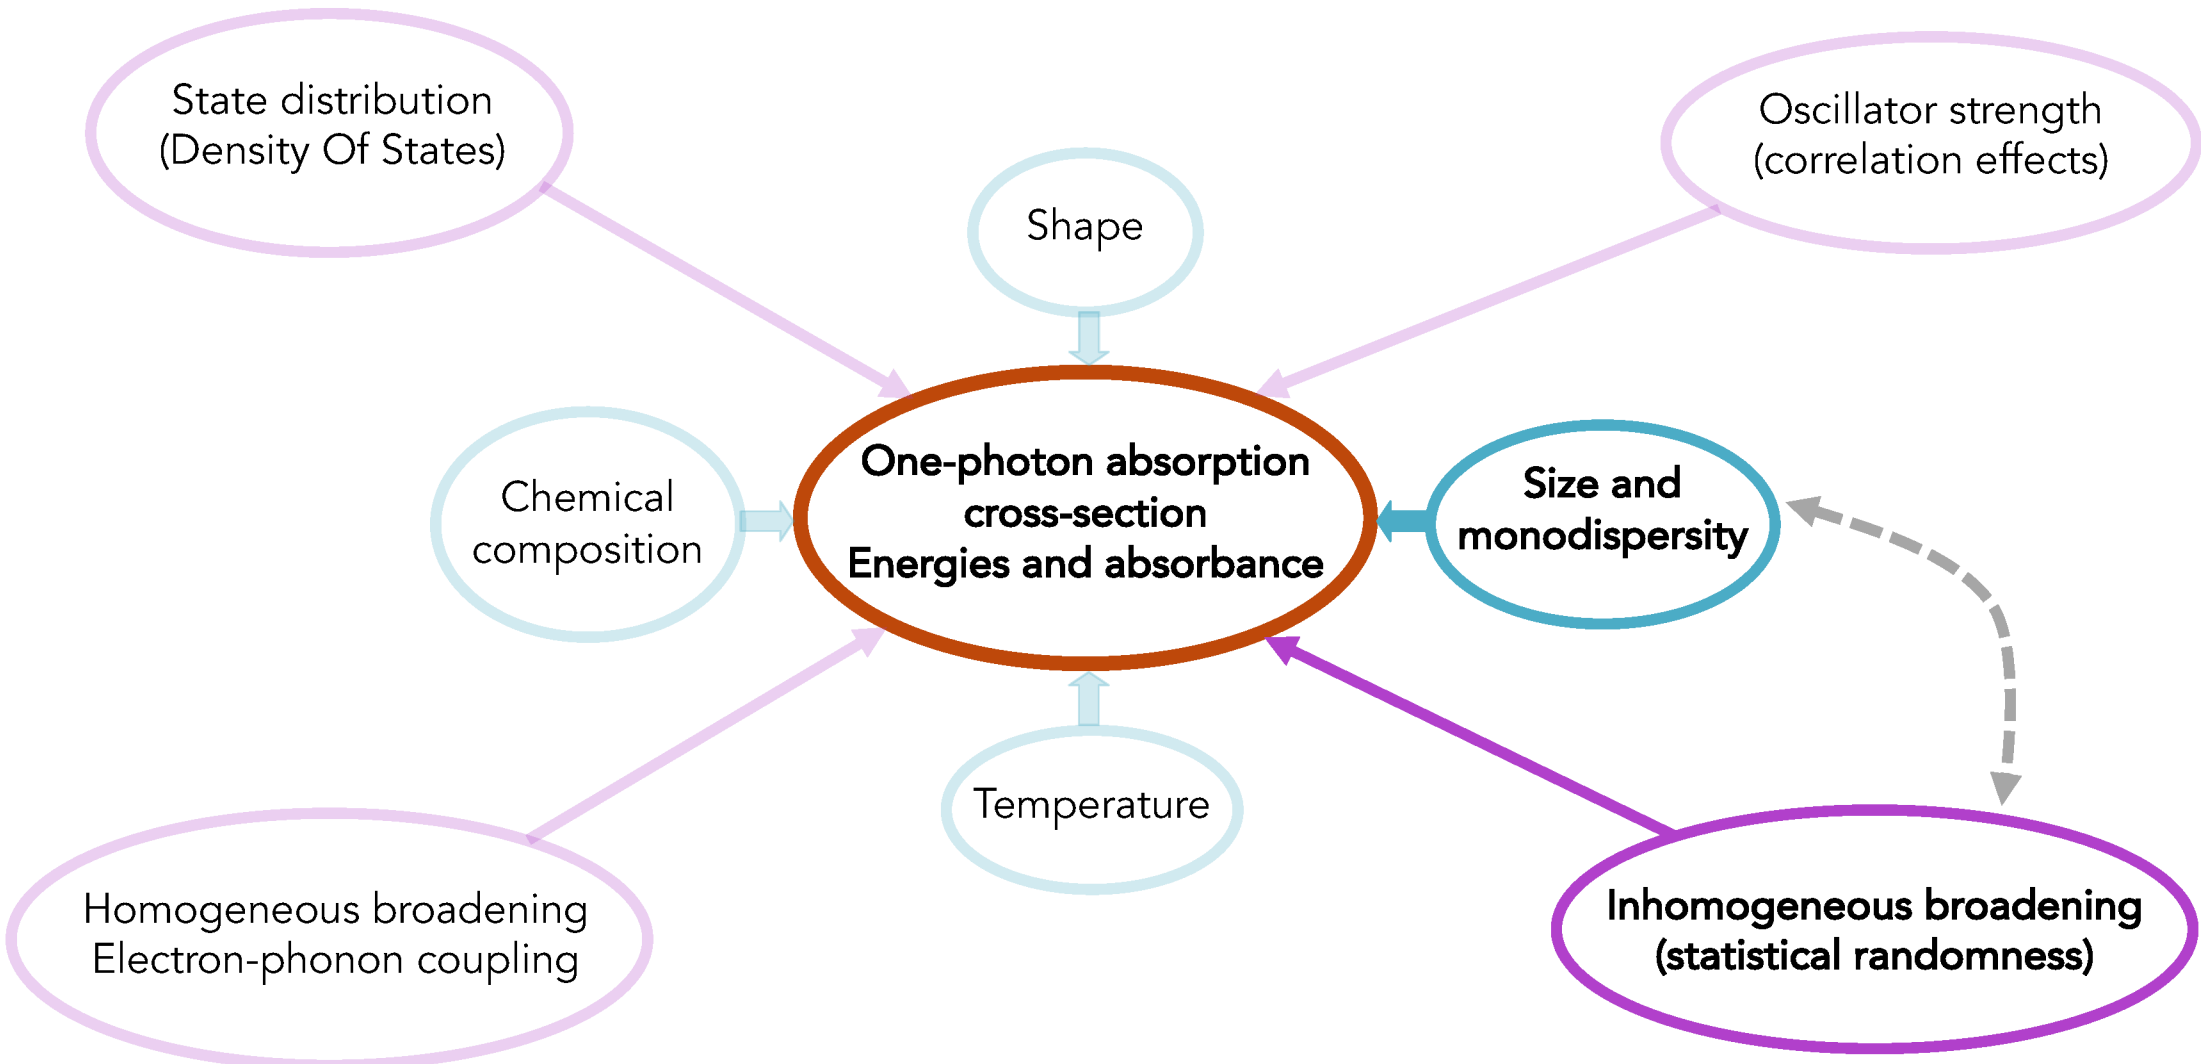 State distribution
(Density Of States)
Oscillator strength
(correlation effects)
Shape
Chemical
composition
One-photon absorption
cross-section
Energies and absorbance
Size and
monodispersity
Temperature
Homogeneous broadening
Electron-phonon coupling
Inhomogeneous broadening
(statistical randomness)